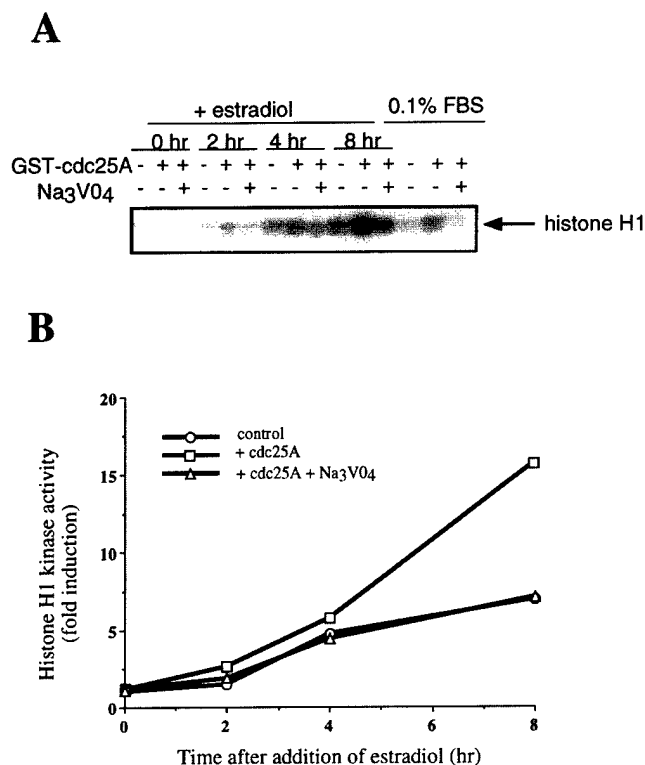 A
+ estradiol 0.1% FBS
0 hr 2 hr 4 hr 8 hr
GST-cdc25A - + + - + + - + + - + + - + +
Na3V04 - - + - - + - - + - - + - - +
histone H1
B
20
15
10
5
0
Histone H1 kinase activity
(fold induction)
control
+ cdc25A
+ cdc25A + Na3V04
0 2 4 6 8
Time after addition of estradiol (hr)